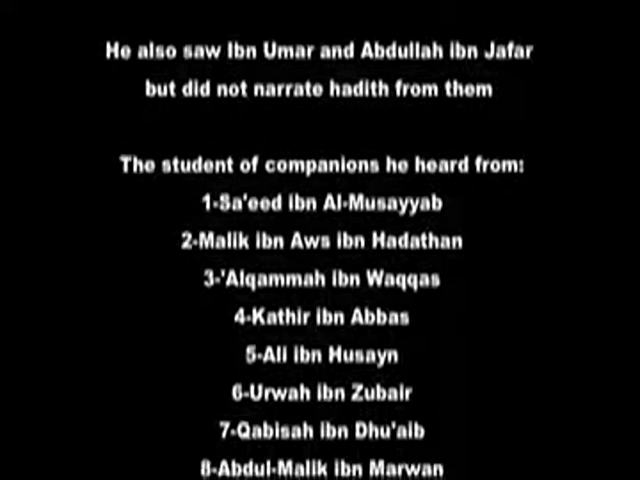 He also saw Ibn Umar and Abdullah ibn Jafar
but did not narrate hadith from them
The student of companions he heard from:
1-Sa'eed ibn Al-Musayyab
2-Malik ibn Aws ibn Hadathan
3-'Alqammah ibn Waqqas
4-Kathir ibn Abbas
5-Ali ibn Husayn
6-Urwah ibn Zubair
7-Qabisah ibn Dhu'aib
8-Abdul-Malik ibn Marwan